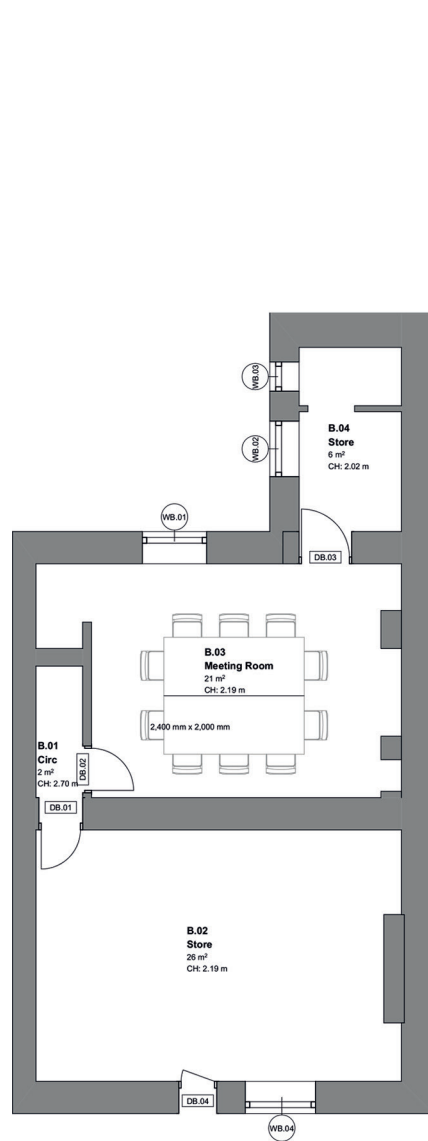 WB.03
WB.02
B.04
Store
6 m²
CH: 2.02 m
WB.01
DB.03
B.03
Meeting Room
21 m²
CH: 2.19 m
2,400 mm x 2,000 mm
B.01
Circ
2 m²
CH: 2.70 m
DB.02
DB.01
B.02
Store
26 m²
CH: 2.19 m
DB.04
WB.04